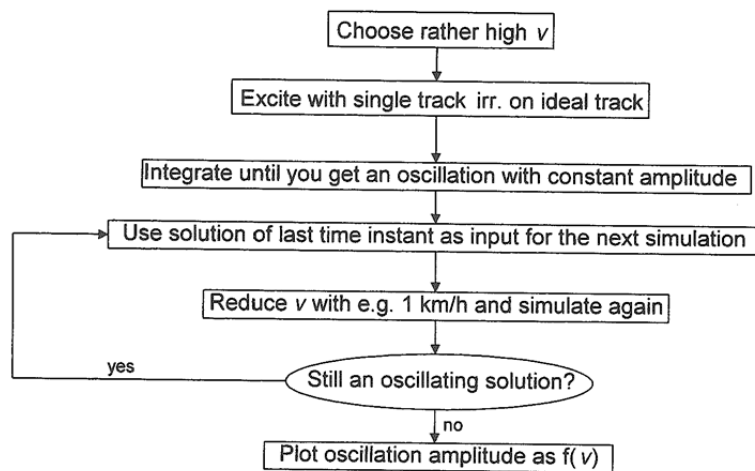 Choose rather high v
Excite with single track irr. on ideal track
Integrate until you get an oscillation with constant amplitude
Use solution of last time instant as input for the next simulation
Reduce v with e.g. 1 km/h and simulate again
yes
Still an oscillating solution?
no
Plot oscillation amplitude as f(v)